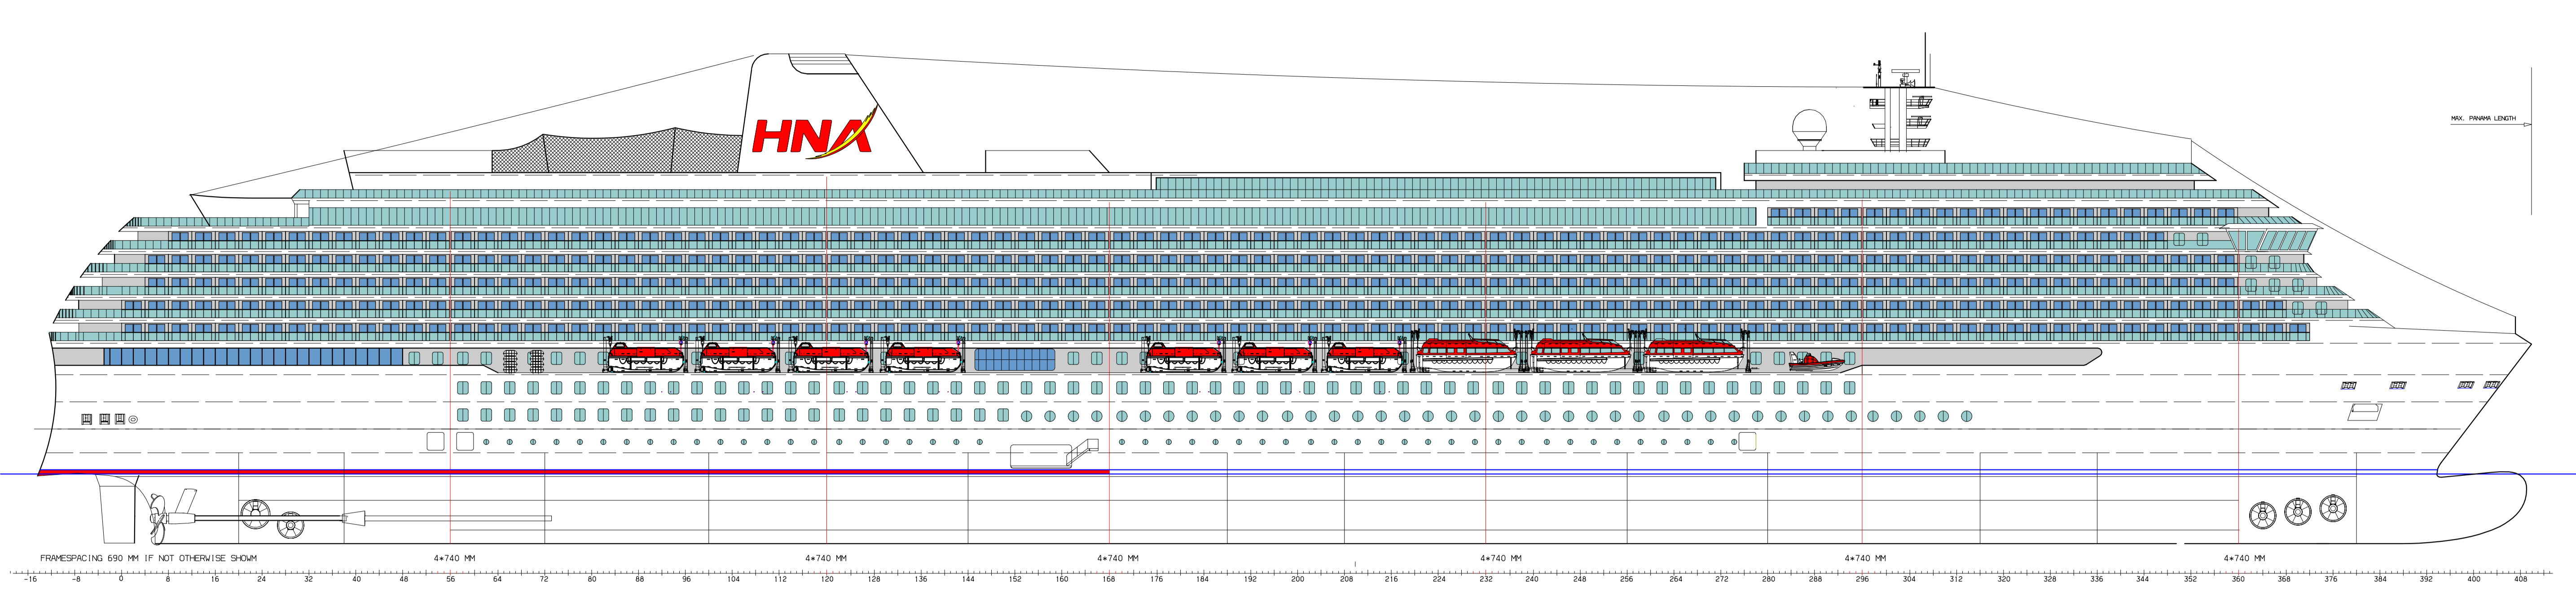 HNA
MAX. PANAMA LENGTH
FRAMESPACING 690 MM IF NOT OTHERWISE SHOWM 4*740 MM 4*740 MM 4*740 MM 4*740 MM 4*740 MM 4*740 MM
-16 -8 0 8 16 24 32 40 48 56 64 72 80 88 96 104 112 120 128 136 144 152 160 168 176 184 192 200 208 216 224 232 240 248 256 264 272 280 288 296 304 312 320 328 336 344 352 360 368 376 384 392 400 408